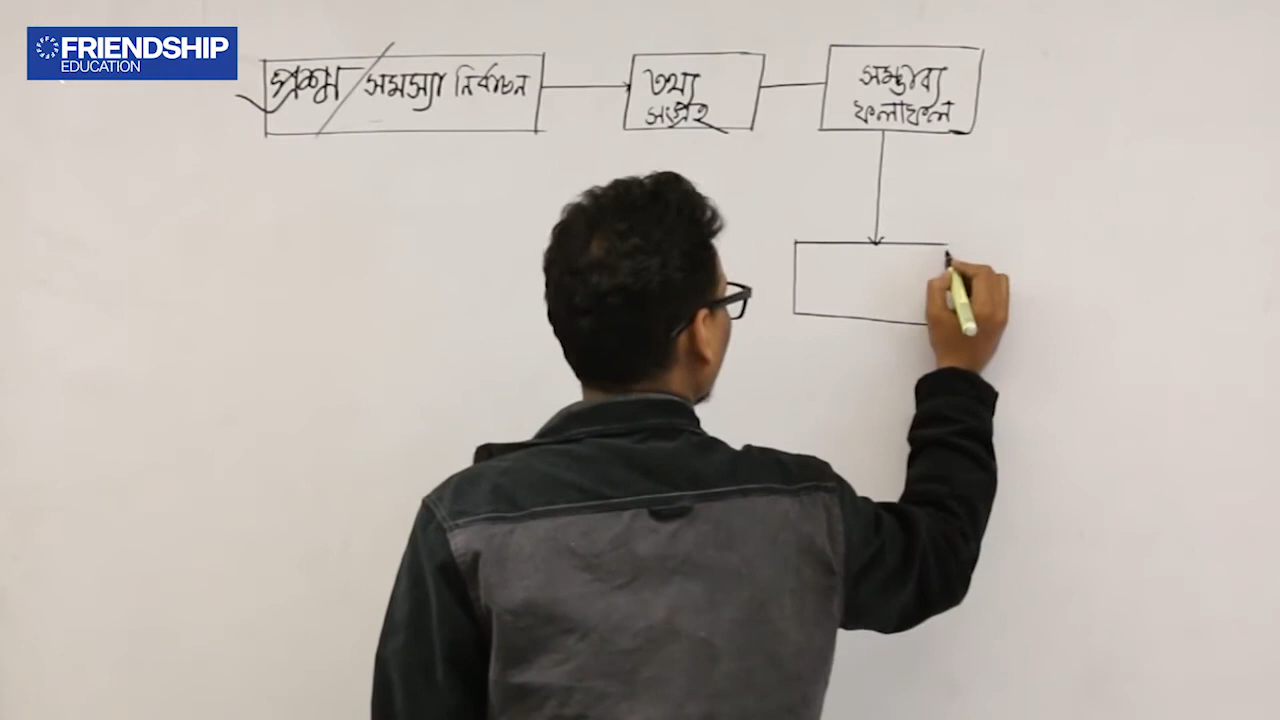 FRIENDSHIP
EDUCATION
প্রশ্ন / সমস্যা নির্বাচন
তথ্য
সংগ্রহ
সম্ভাব্য
ফলাফল